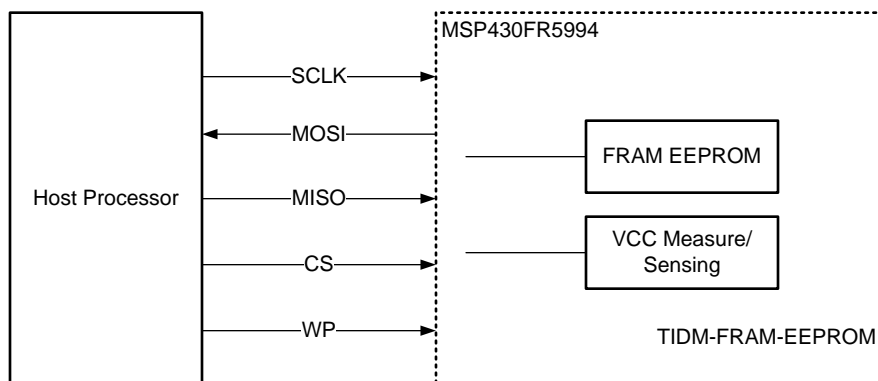 MSP430FR5994
SCLK
MOSI
FRAM EEPROM
Host Processor
MISO
VCC Measure/
Sensing
CS
WP
TIDM-FRAM-EEPROM